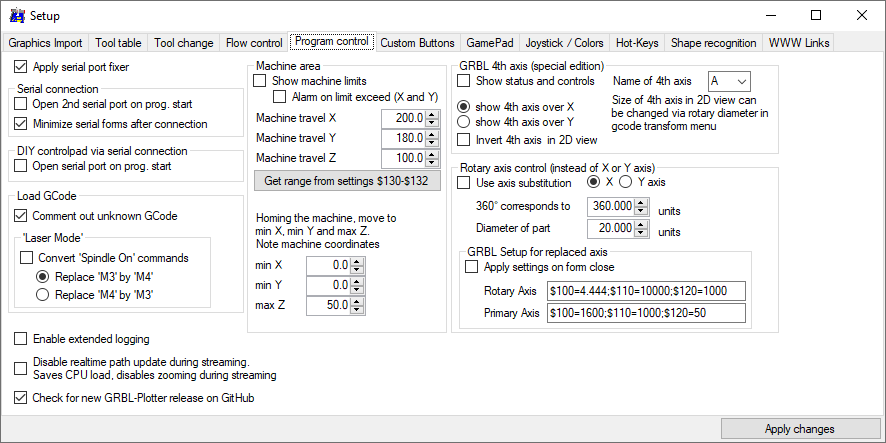 Setup
Graphics Import Tool table Tool change Flow control Program control Custom Buttons GamePad Joystick / Colors Hot-Keys Shape recognition WWW Links
Apply serial port fixer
Serial connection
Open 2nd serial port on prog. start
Minimize serial forms after connection
DIY controlpad via serial connection
Open serial port on prog. start
Load GCode
Comment out unknown GCode
'Laser Mode'
Convert 'Spindle On' commands
Replace 'M3' by 'M4'
Replace 'M4' by 'M3'
Enable extended logging
Disable realtime path update during streaming.
Saves CPU load, disables zooming during streaming
Check for new GRBL-Plotter release on GitHub
Machine area
Show machine limits
Alarm on limit exceed (X and Y)
Machine travel X 200.0
Machine travel Y 180.0
Machine travel Z 100.0
Get range from settings $130-$132
Homing the machine, move to
min X, min Y and max Z.
Note machine coordinates
min X 0.0
min Y 0.0
max Z 50.0
GRBL 4th axis (special edition)
Show status and controls
Name of 4th axis A
show 4th axis over X
show 4th axis over Y
Invert 4th axis in 2D view
Size of 4th axis in 2D view can
be changed via rotary diameter in
gcode transform menu
Rotary axis control (instead of X or Y axis)
Use axis substitution X Y axis
360° corresponds to 360.000 units
Diameter of part 20.000 units
GRBL Setup for replaced axis
Apply settings on form close
Rotary Axis $100=4.444;$110=10000;$120=1000
Primary Axis $100=1600;$110=1000;$120=50
Apply changes